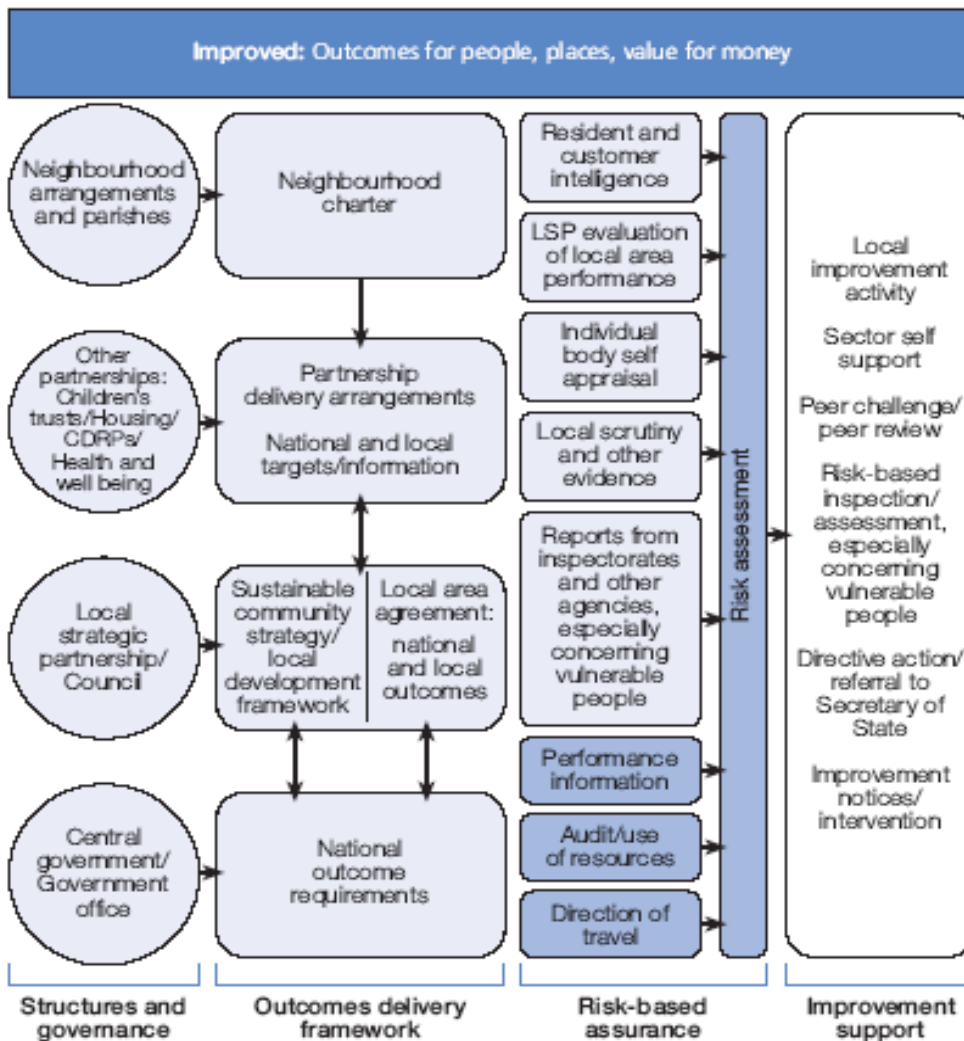 Improved: Outcomes for people, places, value for money
Neighbourhood
arrangements
and parishes
Neighbourhood
charter
Other
partnerships:
Children's
trusts/Housing/
CDRPs/
Health and
well being
Partnership
delivery arrangements
National and local
targets/information
Local
strategic
partnership/
Council
Sustainable
community
strategy/
local
development
framework
Local area
agreement:
national
and local
outcomes
Central
government/
Government
office
National
outcome
requirements
Resident and
customer
intelligence
LSP evaluation
of local area
performance
Individual
body self
appraisal
Local scrutiny
and other
evidence
Reports from
inspectorates
and other
agencies,
especially
concerning
vulnerable
people
Performance
information
Audit/use
of resources
Direction of
travel
Risk assessment
Local
improvement
activity
Sector self
support
Peer challenge/
peer review
Risk-based
inspection/
assessment,
especially
concerning
vulnerable
people
Directive action/
referral to
Secretary of
State
Improvement
notices/
intervention
Structures and
governance
Outcomes delivery
framework
Risk-based
assurance
Improvement
support